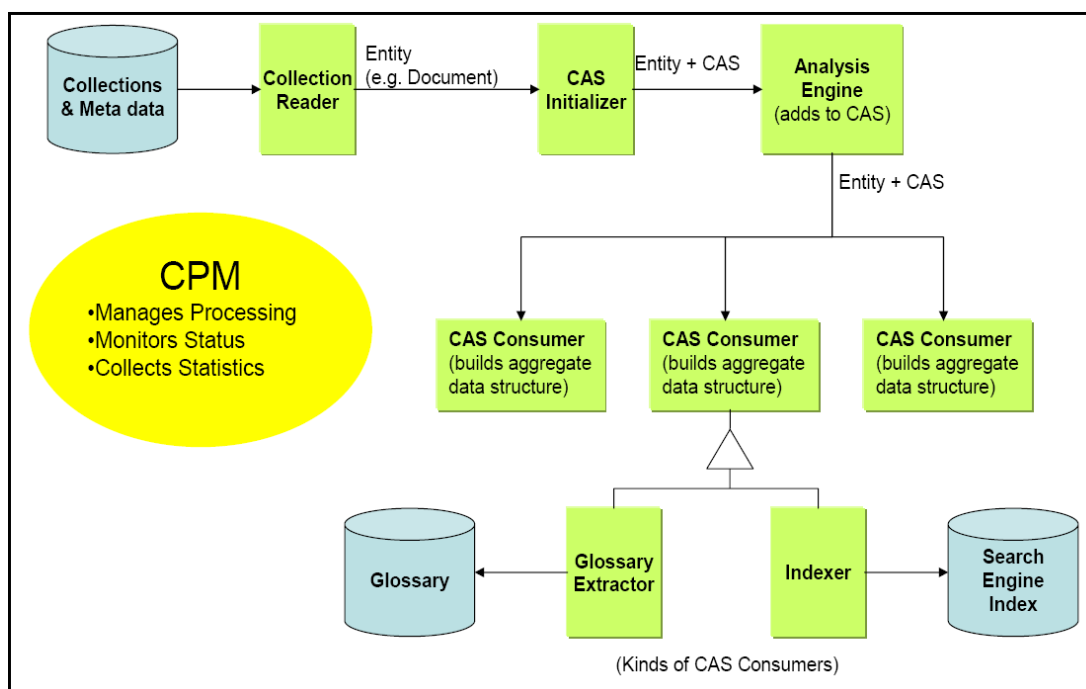 Collections
& Meta data
Collection
Reader
Entity
(e.g. Document)
CAS
Initializer
Entity + CAS
Analysis
Engine
(adds to CAS)
Entity + CAS
CPM
•Manages Processing
•Monitors Status
•Collects Statistics
CAS Consumer
(builds aggregate
data structure)
CAS Consumer
(builds aggregate
data structure)
CAS Consumer
(builds aggregate
data structure)
Glossary
Glossary
Extractor
Indexer
Search
Engine
Index
(Kinds of CAS Consumers)